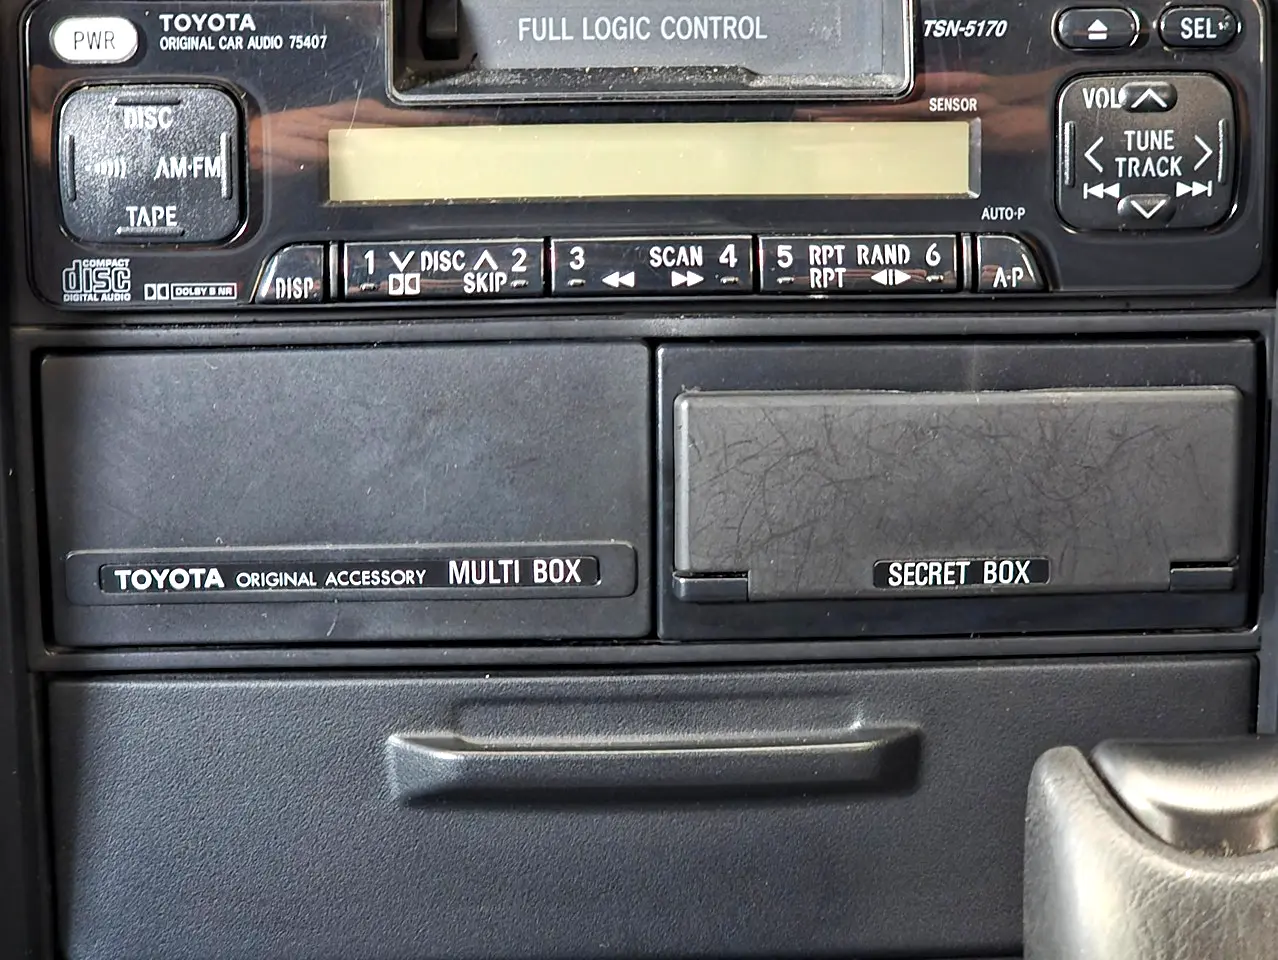 PWR
TOYOTA
ORIGINAL CAR AUDIO 75407
FULL LOGIC CONTROL
TSN-5170
SEL
DISC
AM·FM
TAPE
SENSOR
VOL
TUNE
TRACK
AUTO-P
COMPACT
disc
DIGITAL AUDIO
DOLBY B NR
DISP
1 DISC 2
SKIP
3 SCAN 4
5 RPT RAND 6
RPT
A·P
TOYOTA ORIGINAL ACCESSORY MULTI BOX
SECRET BOX